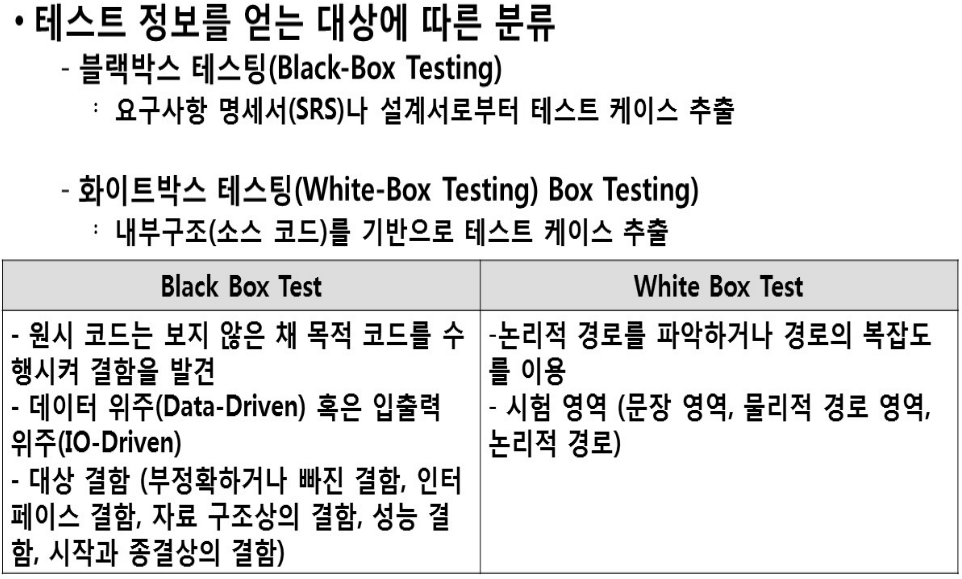 • 테스트 정보를 얻는 대상에 따른 분류
- 블랙박스 테스팅(Black-Box Testing)
: 요구사항 명세서(SRS)나 설계서로부터 테스트 케이스 추출
- 화이트박스 테스팅(White-Box Testing) Box Testing)
: 내부구조(소스 코드)를 기반으로 테스트 케이스 추출
Black Box Test
- 원시 코드는 보지 않은 채 목적 코드를 수
행시켜 결함을 발견
- 데이터 위주(Data-Driven) 혹은 입출력
위주(IO-Driven)
- 대상 결함 (부정확하거나 빠진 결함, 인터
페이스 결함, 자료 구조상의 결함, 성능 결
함, 시작과 종결상의 결함)
White Box Test
-논리적 경로를 파악하거나 경로의 복잡도
를 이용
- 시험 영역 (문장 영역, 물리적 경로 영역,
논리적 경로)